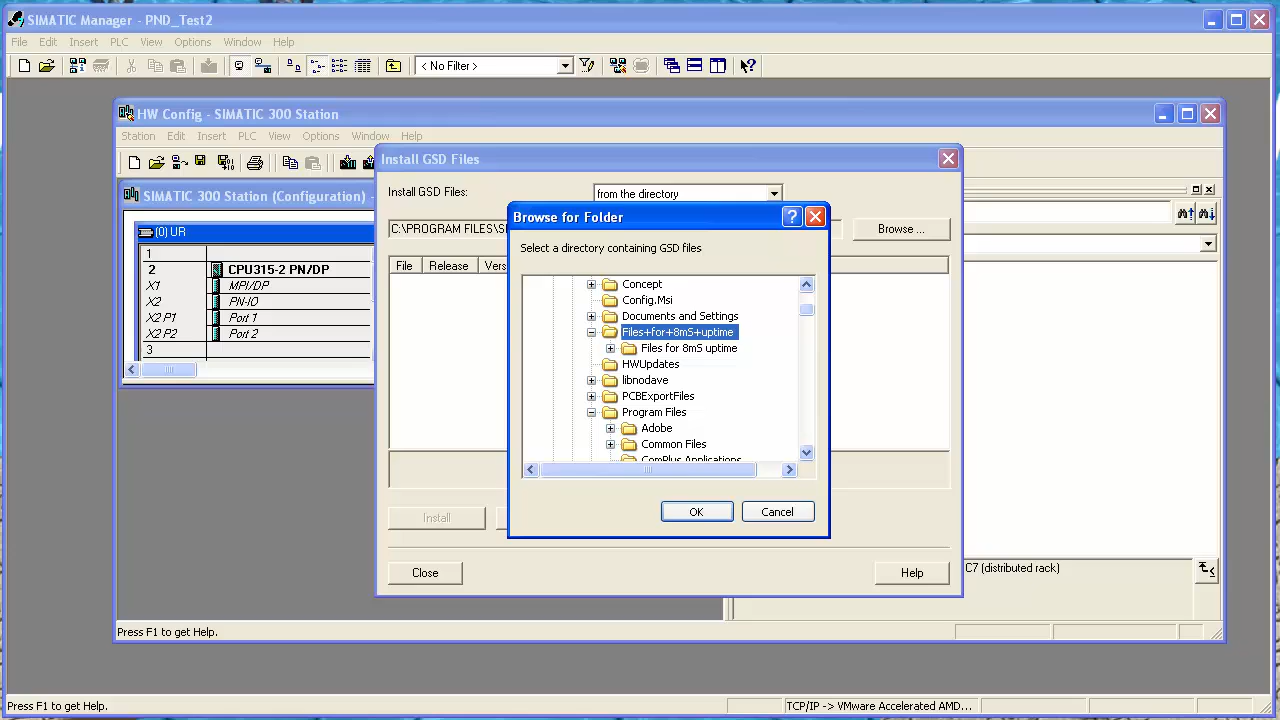 SIMATIC Manager - PND_Test2
File Edit Insert PLC View Options Window Help
< No Filter >
HW Config - SIMATIC 300 Station
Station Edit Insert PLC View Options Window Help
SIMATIC 300 Station (Configuration) -
(0) UR
1
2 CPU315-2 PN/DP
X1 MPI/DP
X2 PN-IO
X2 P1 Port 1
X2 P2 Port 2
3
Install GSD Files
Install GSD Files: from the directory
C:\PROGRAM FILES\S
Browse ...
File Release Vers
Install
Close
Help
Browse for Folder
Select a directory containing GSD files
Concept
Config.Msi
Documents and Settings
Files+for+8mS+uptime
Files for 8mS uptime
HWUpdates
libnodave
PCBExportFiles
Program Files
Adobe
Common Files
ComPlus Applications
OK Cancel
C7 (distributed rack)
Press F1 to get Help.
Press F1 to get Help.
TCP/IP -> VMware Accelerated AMD...